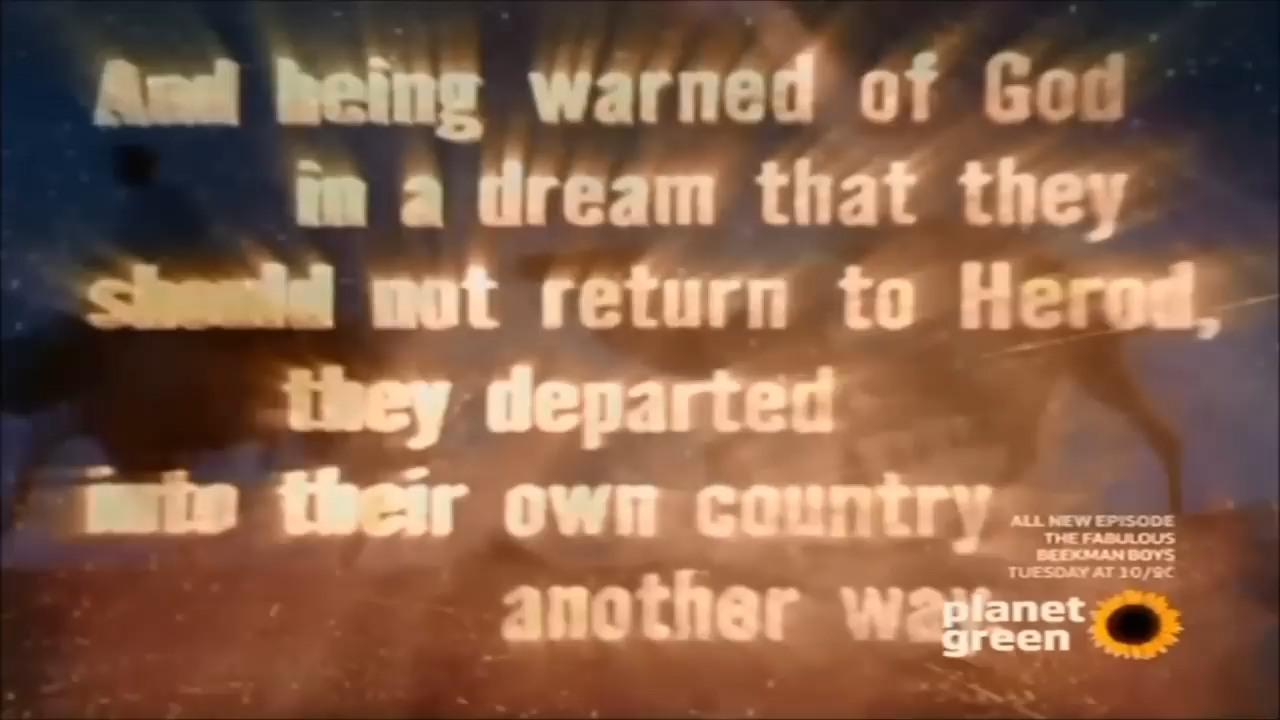 And being warned of God
in a dream that they
should not return to Herod,
they departed
into their own country
another way.
ALL NEW EPISODE
THE FABULOUS
BEEKMAN BOYS
TUESDAY AT 10/9C
planet
green